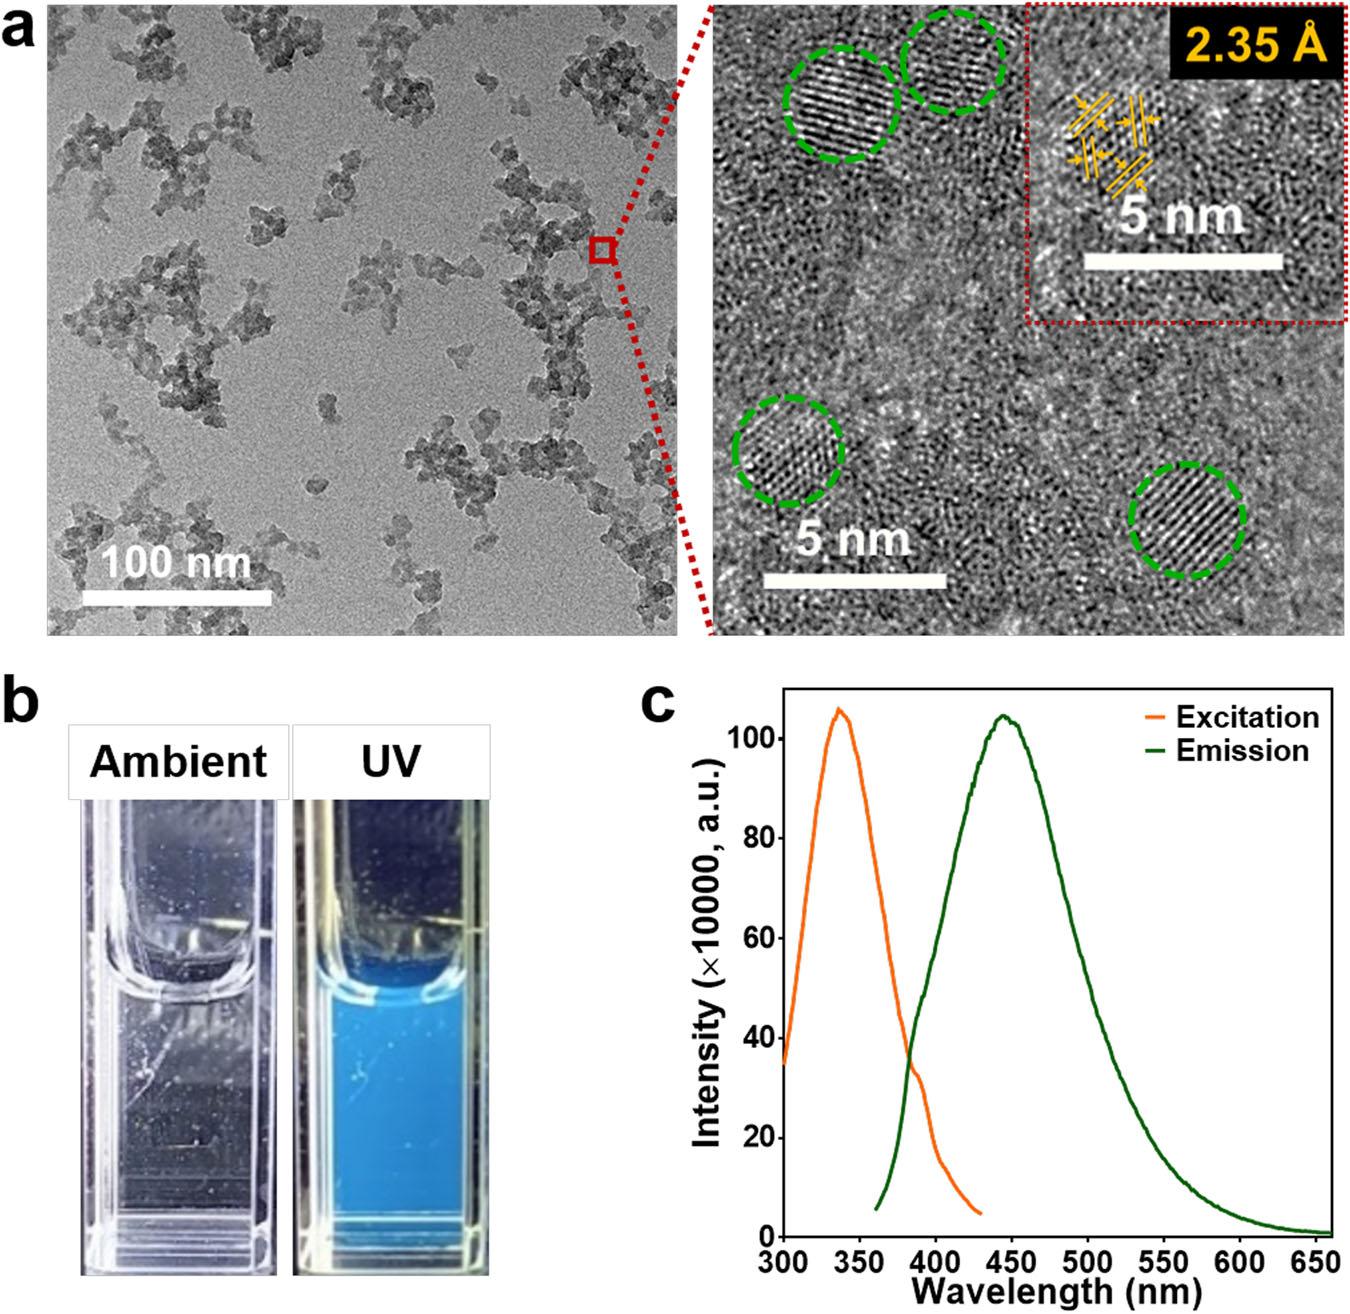 a
2.35 Å
5 nm
5 nm
100 nm
b
Ambient
UV
c
Excitation
Emission
Intensity (×10000, a.u.)
100
80
60
40
20
0
300 350 400 450 500 550 600 650
Wavelength (nm)